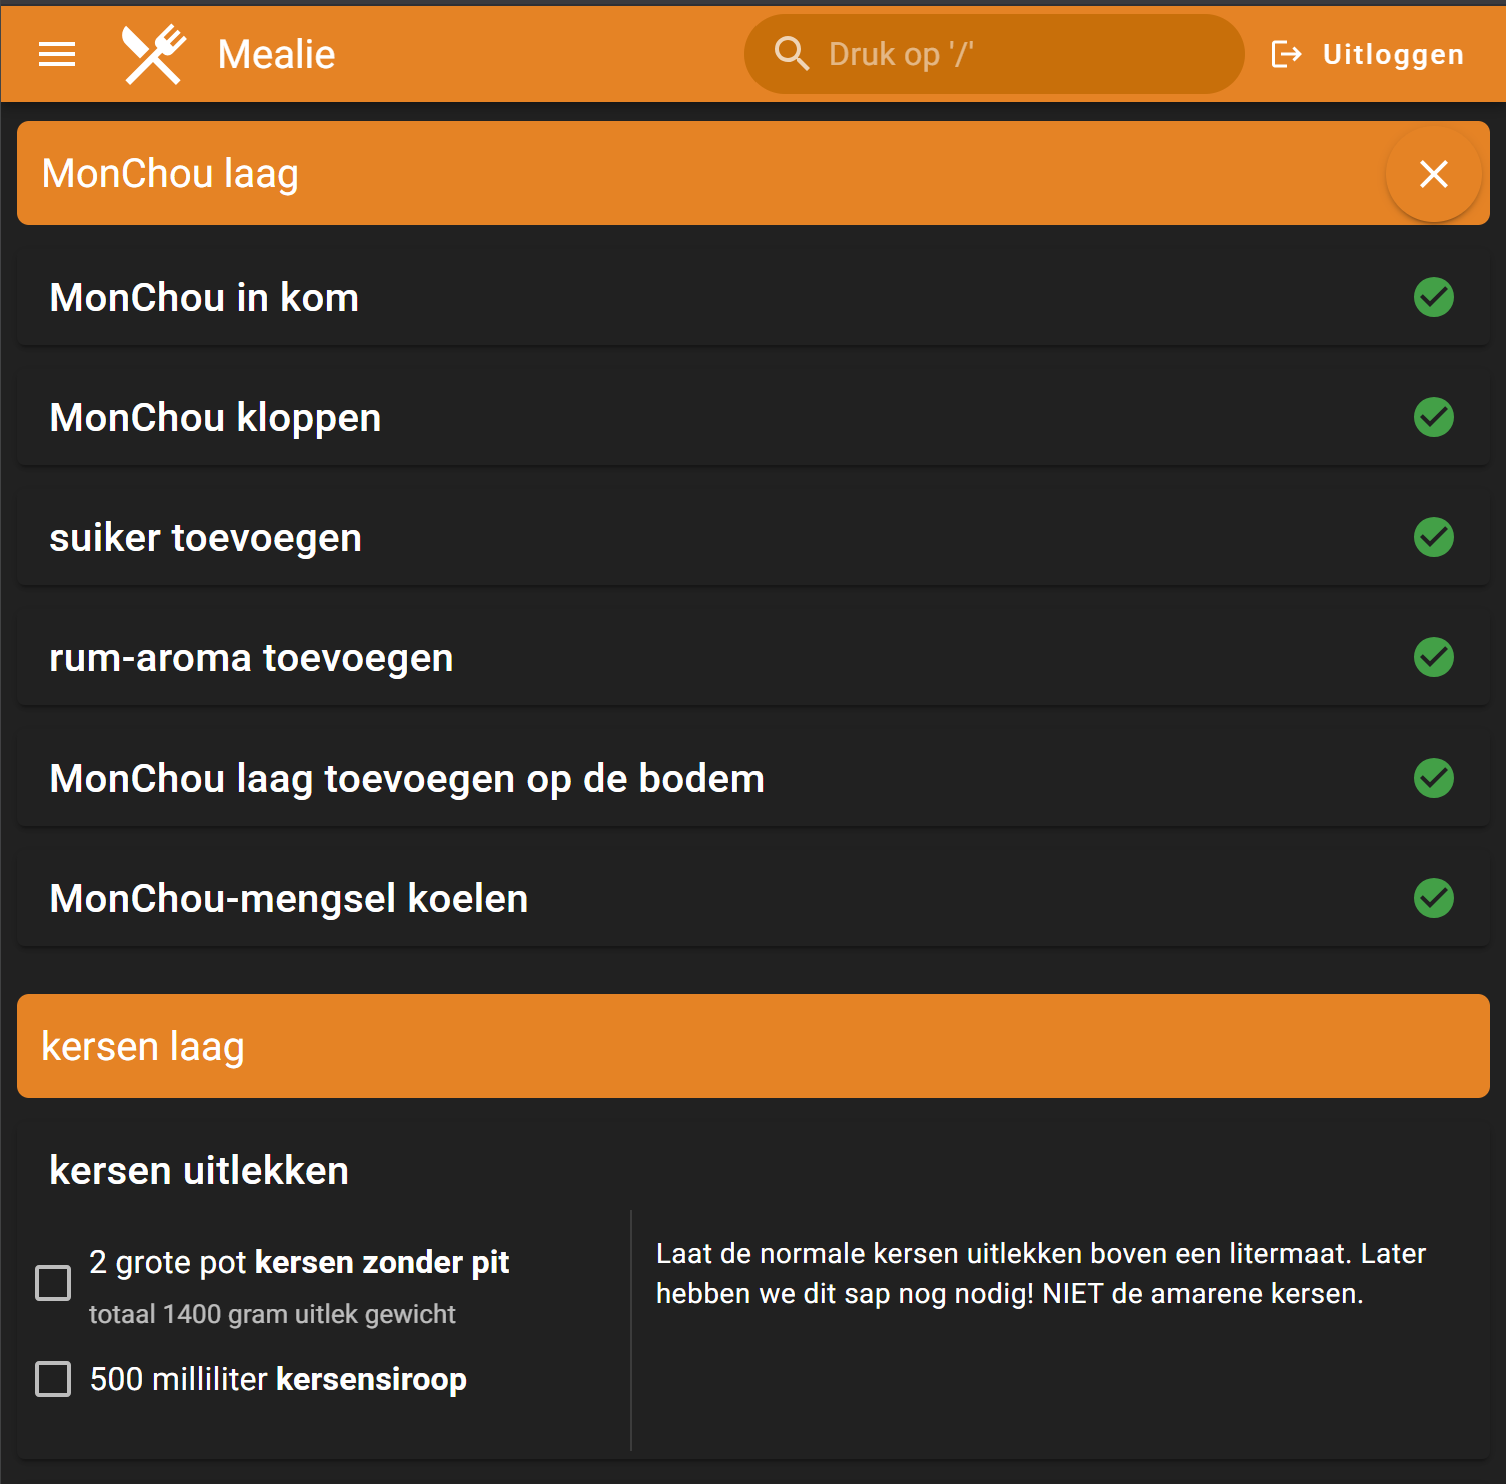 Mealie
Druk op '/'
Uitloggen
MonChou laag
MonChou in kom
MonChou kloppen
suiker toevoegen
rum-aroma toevoegen
MonChou laag toevoegen op de bodem
MonChou-mengsel koelen
kersen laag
kersen uitlekken
2 grote pot kersen zonder pit
totaal 1400 gram uitlek gewicht
500 milliliter kersensiroop
Laat de normale kersen uitlekken boven een litermaat. Later
hebben we dit sap nog nodig! NIET de amarene kersen.